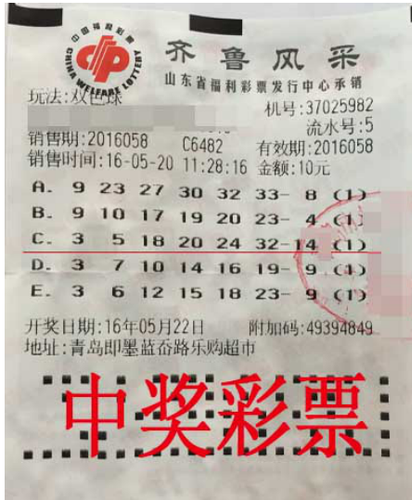 中国福利彩票
CHINA WELFARE LOTTERY
齐鲁风采
山东省福利彩票发行中心承销
玩法:双色球
机号:37025982
流水号:5
销售期:2016058 C6482 有效期:2016058
销售时间:16-05-20 11:28:16 金额:10元
A. 9 23 27 30 32 33- 8 (1)
B. 9 10 17 19 20 23- 4 (1)
C. 3 5 18 20 24 32-14 (1)
D. 3 7 10 14 16 19- 9 (1)
E. 3 6 12 15 18 23- 9 (1)
开奖日期:16年05月22日 附加码:49394849
地址:青岛即墨蓝岙路乐购超市
中奖彩票